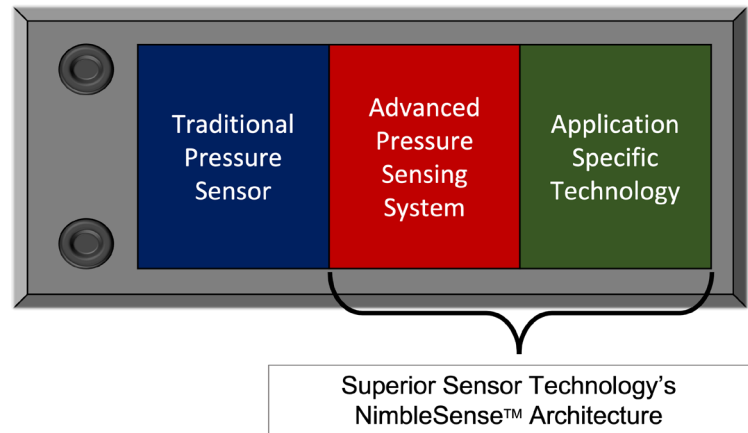 Traditional
Pressure
Sensor
Advanced
Pressure
Sensing
System
Application
Specific
Technology
Superior Sensor Technology's
NimbleSense™ Architecture